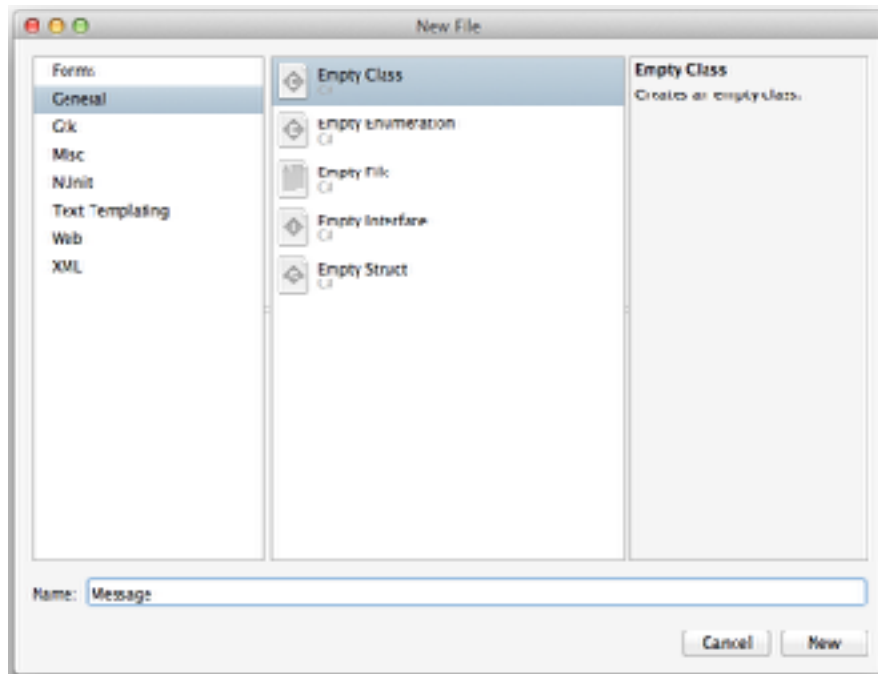 New File
Forms
General
Gtk
Misc
NUnit
Text Templating
Web
XML
Empty Class
C#
Empty Enumeration
C#
Empty File
C#
Empty Interface
C#
Empty Struct
C#
Empty Class
Creates an empty class.
Name: Message
Cancel New